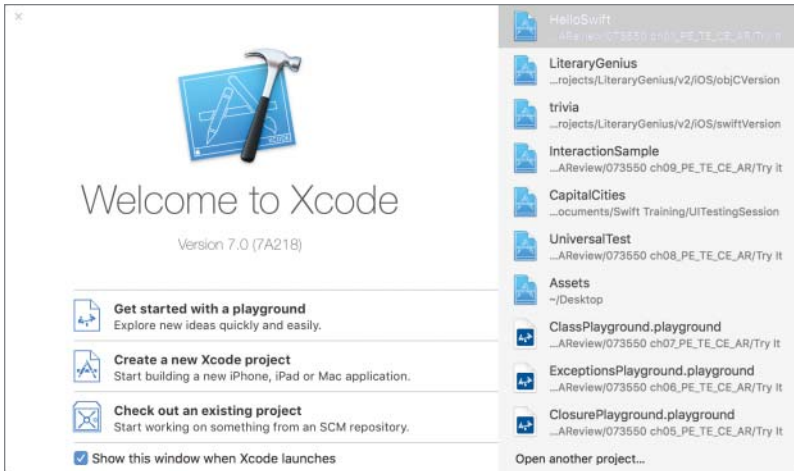 Welcome to Xcode
Version 7.0 (7A218)
Get started with a playground
Explore new ideas quickly and easily.
Create a new Xcode project
Start building a new iPhone, iPad or Mac application.
Check out an existing project
Start working on something from an SCM repository.
Show this window when Xcode launches
HelloSwift
...AReview/073550 ch01_PE_TE_CE_AR/Try it
LiteraryGenius
...rojects/LiteraryGenius/v2/iOS/objCVersion
trivia
...rojects/LiteraryGenius/v2/iOS/swiftVersion
InteractionSample
...AReview/073550 ch09_PE_TE_CE_AR/Try it
CapitalCities
...ocuments/Swift Training/UITestingSession
UniversalTest
...AReview/073550 ch08_PE_TE_CE_AR/Try It
Assets
~/Desktop
ClassPlayground.playground
...AReview/073550 ch07_PE_TE_CE_AR/Try It
ExceptionsPlayground.playground
...AReview/073550 ch06_PE_TE_CE_AR/Try It
ClosurePlayground.playground
...AReview/073550 ch05_PE_TE_CE_AR/Try It
Open another project...